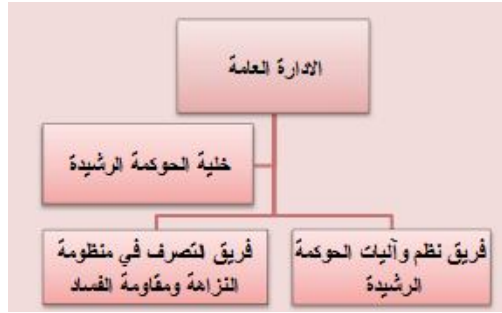 الادارة العامة
خلية الحوكمة الرشيدة
فريق نظم وآليات الحوكمة
الرشيدة
فريق التصرف في منظومة
النزاهة ومقاومة الفساد